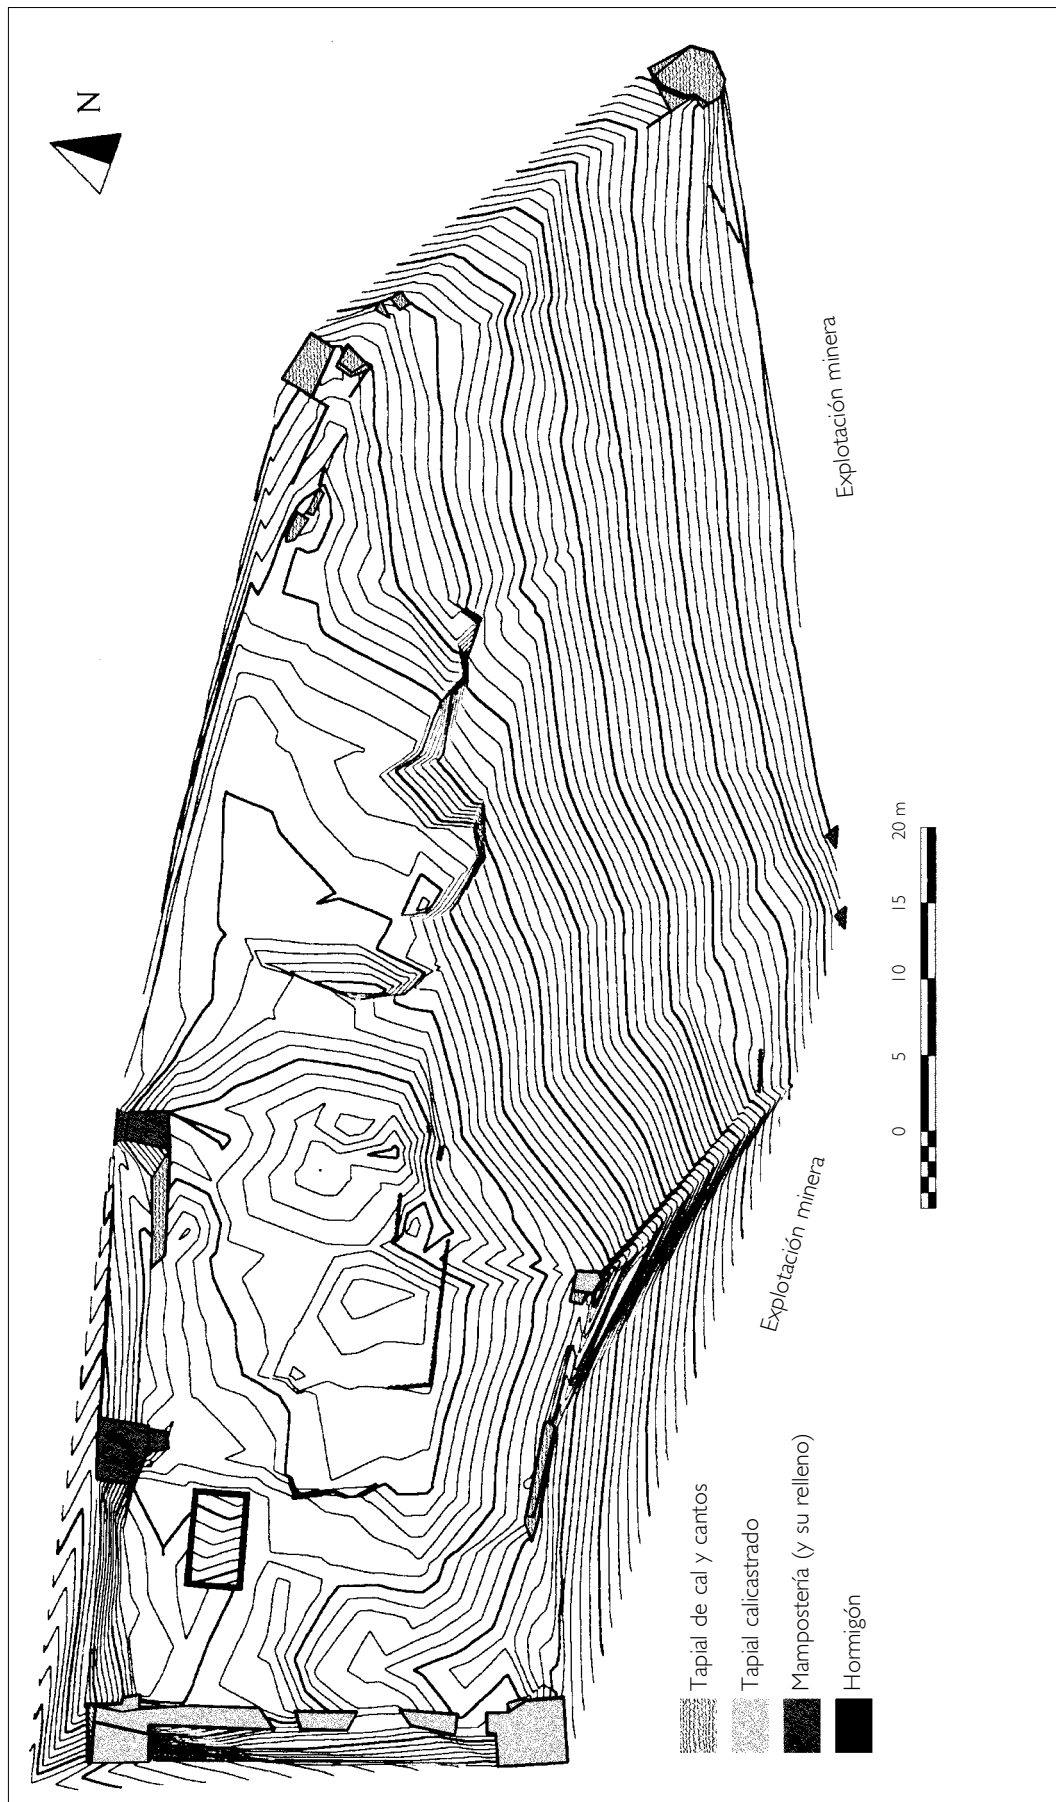 N
Explotación minera
Explotación minera
0 5 10 15 20 m
Tapial de cal y cantos
Tapial calicastrado
Mampostería (y su relleno)
Hormigón